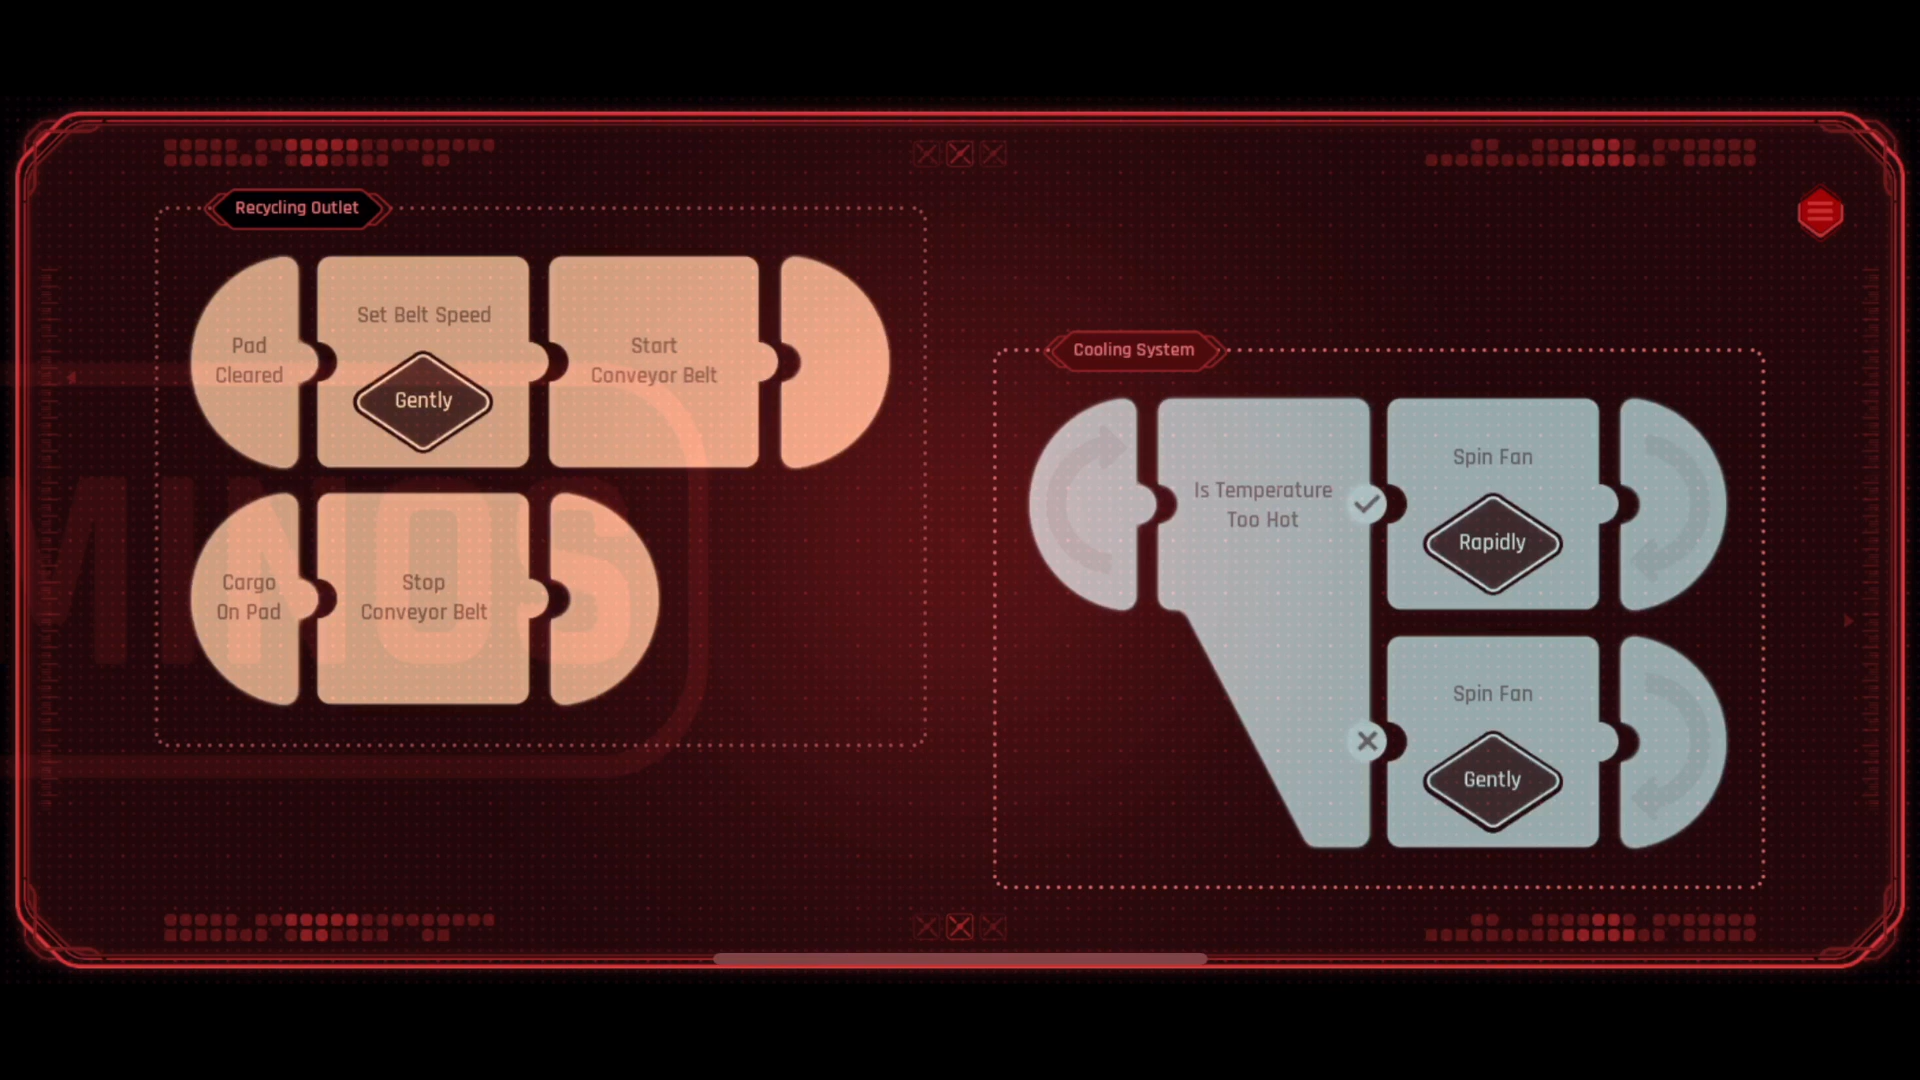 Recycling Outlet
Pad
Cleared
Set Belt Speed
Gently
Start
Conveyor Belt
Cargo
On Pad
Stop
Conveyor Belt
MINOS
Cooling System
Is Temperature
Too Hot
Spin Fan
Rapidly
Spin Fan
Gently